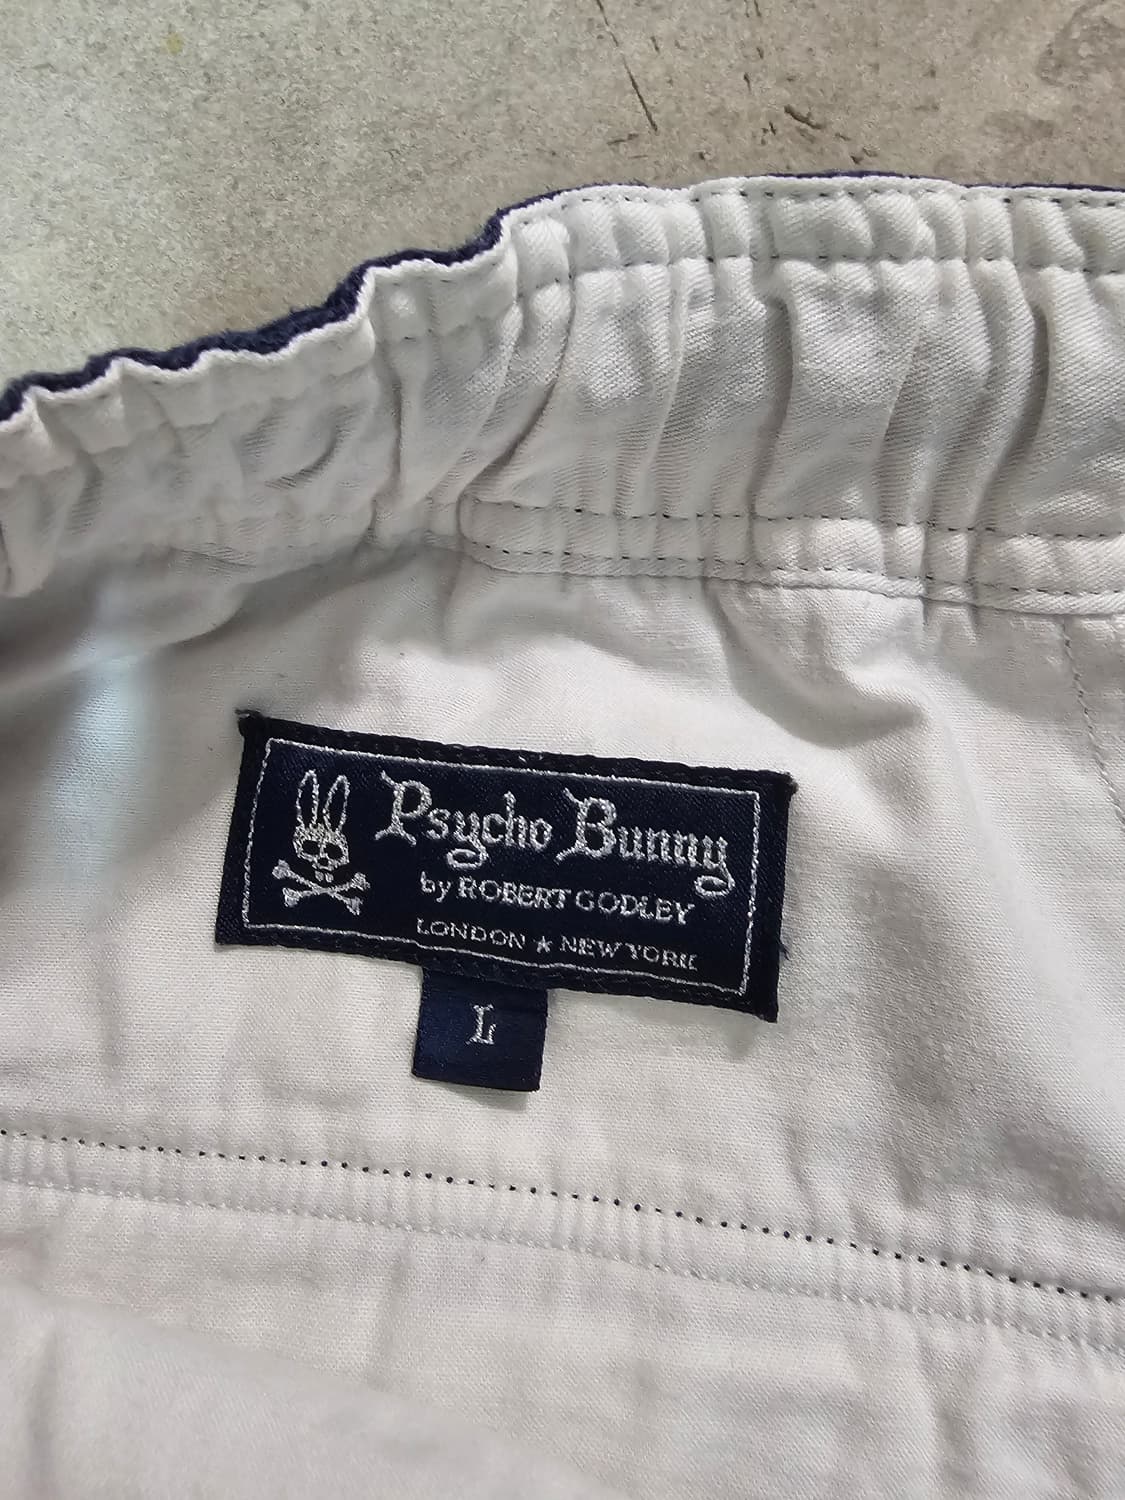 Psycho Bunny
by ROBERT GODLEY
LONDON ★ NEW YORK
L